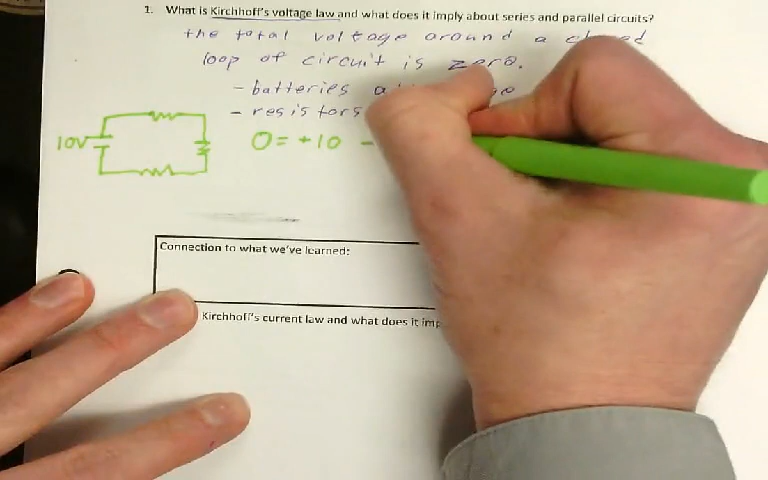 1. What is Kirchhoff's voltage law and what does it imply about series and parallel circuits?
the total voltage around a
loop of circuit is zero.
- batteries
- resistors
10V
0 = +10 -
Connection to what we've learned:
Kirchhoff's current law and what does it